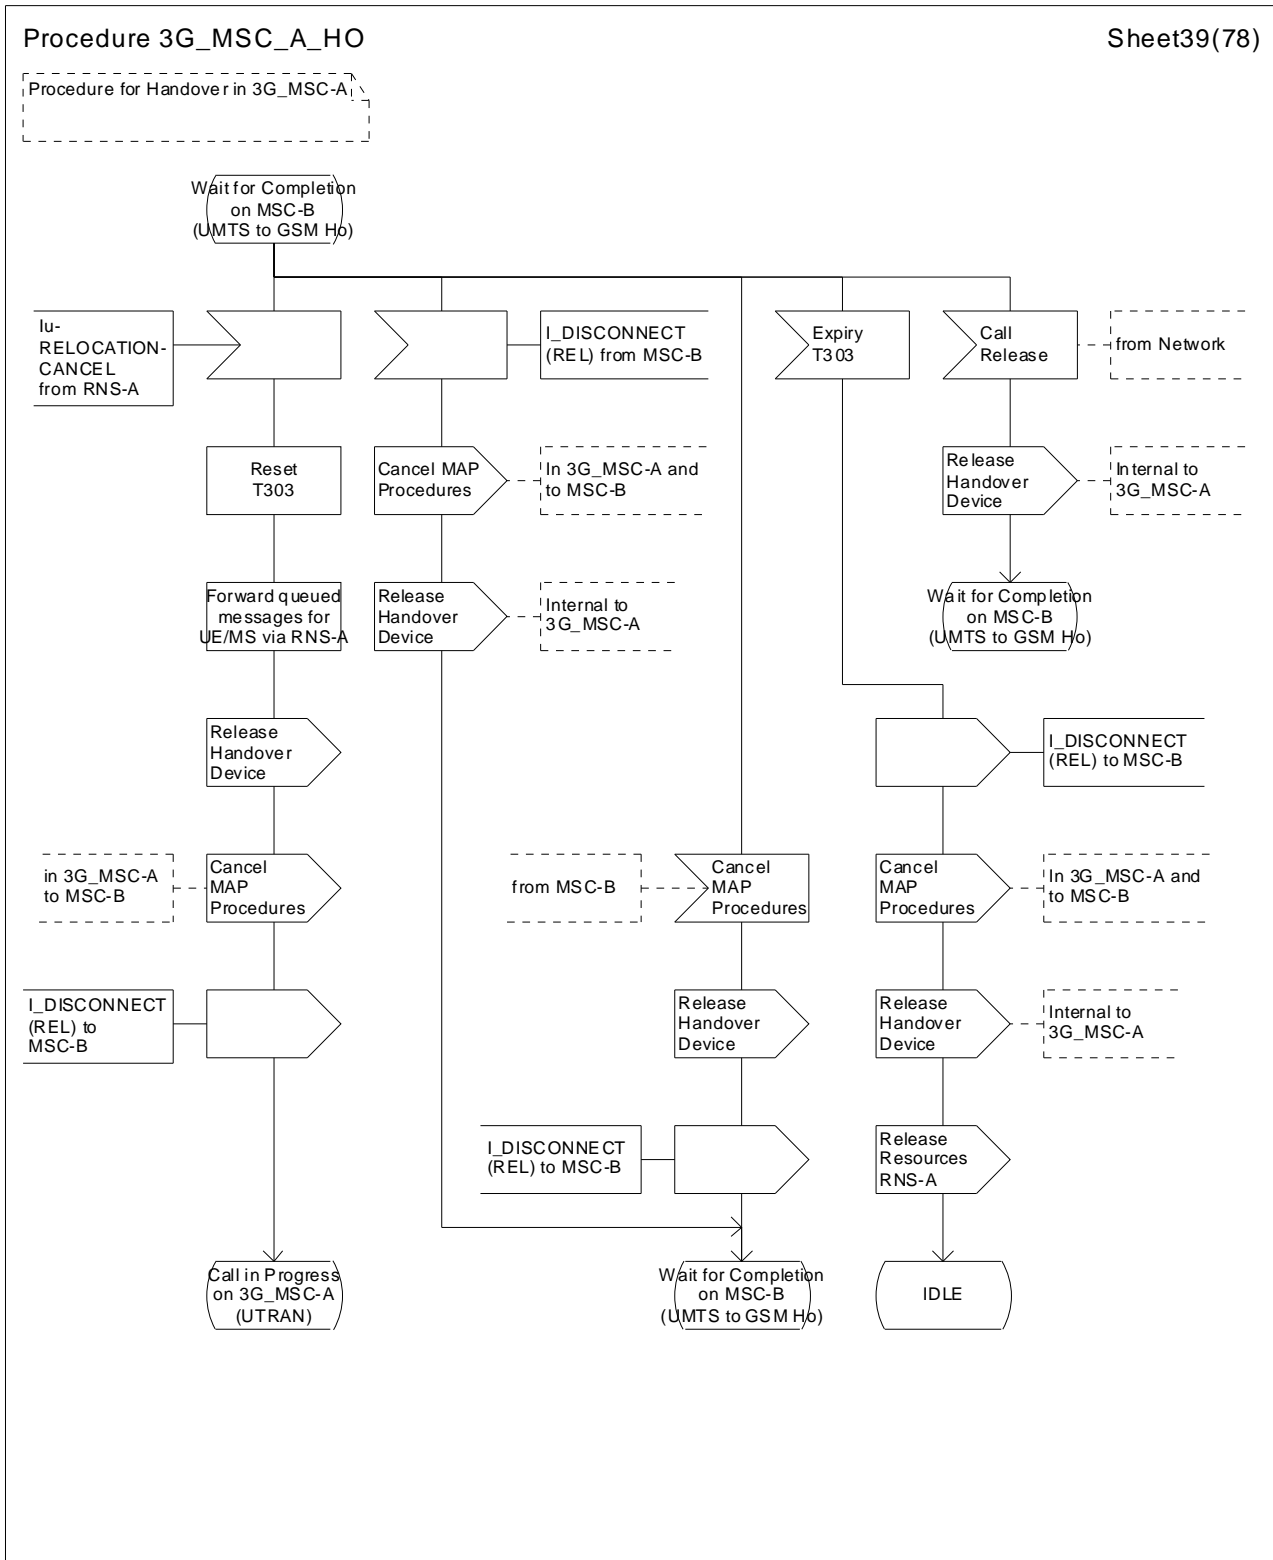 Procedure 3G_MSC_A_HO
Sheet39(78)
Procedure for Handover in 3G_MSC-A
Wait for Completion
on MSC-B
(UMTS to GSM Ho)
Iu-
RELOCATION-
CANCEL
from RNS-A
I_DISCONNECT
(REL) from MSC-B
Expiry
T303
Call
Release
from Network
Reset
T303
Cancel MAP
Procedures
In 3G_MSC-A and
to MSC-B
Release
Handover
Device
Internal to
3G_MSC-A
Forward queued
messages for
UE/MS via RNS-A
Release
Handover
Device
Internal to
3G_MSC-A
Wait for Completion
on MSC-B
(UMTS to GSM Ho)
Release
Handover
Device
I_DISCONNECT
(REL) to MSC-B
in 3G_MSC-A
to MSC-B
Cancel
MAP
Procedures
from MSC-B
Cancel
MAP
Procedures
Cancel
MAP
Procedures
In 3G_MSC-A and
to MSC-B
I_DISCONNECT
(REL) to
MSC-B
Release
Handover
Device
Release
Handover
Device
Internal to
3G_MSC-A
I_DISCONNECT
(REL) to MSC-B
Release
Resources
RNS-A
Call in Progress
on 3G_MSC-A
(UTRAN)
Wait for Completion
on MSC-B
(UMTS to GSM Ho)
IDLE